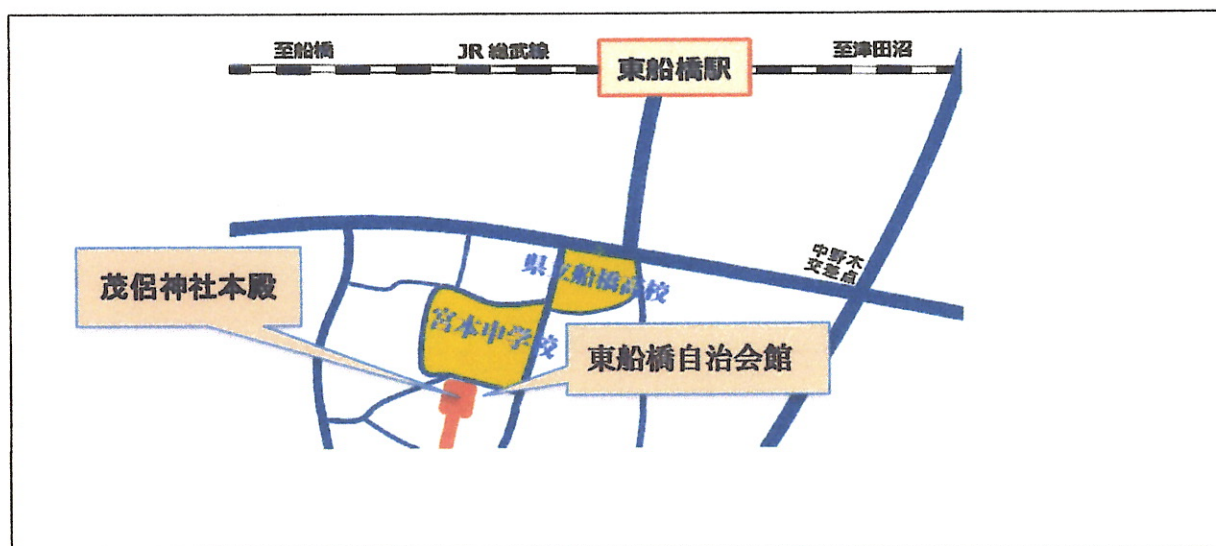 至船橋
JR 総武線
東船橋駅
至津田沼
中野木
交差点
県立船橋高校
茂侶神社本殿
宮本中学校
東船橋自治会館